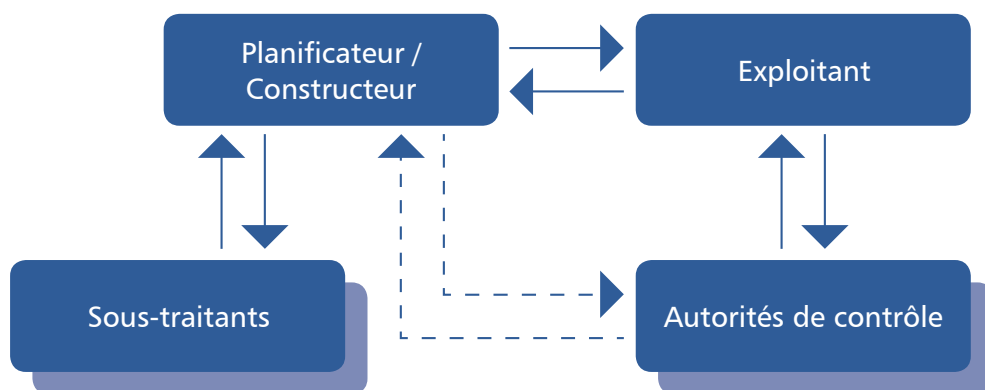 Planificateur /
Constructeur
Exploitant
Sous-traitants
Autorités de contrôle